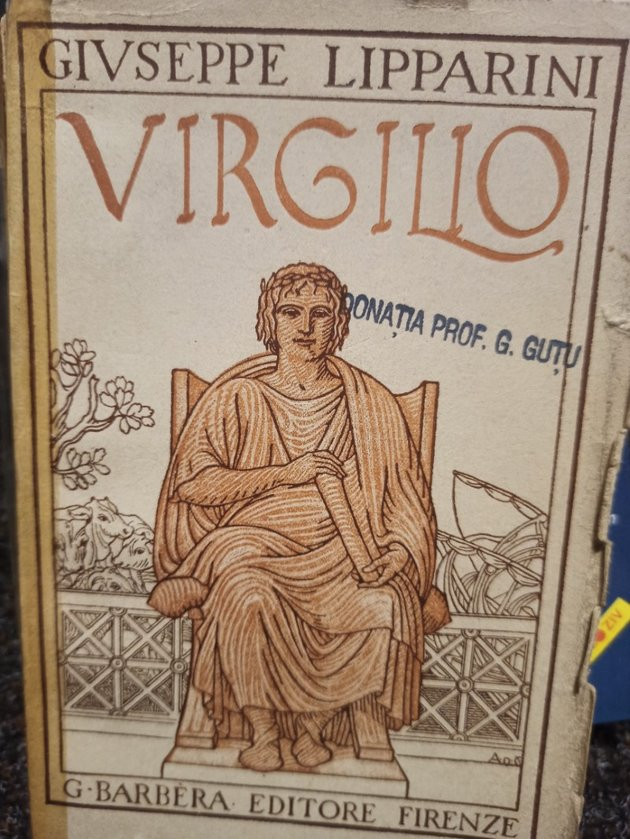 GIVSEPPE LIPPARINI
VIRGILIO
DONAȚIA PROF. G. GUȚU
G·BARBÈRA· EDITORE FIRENZE